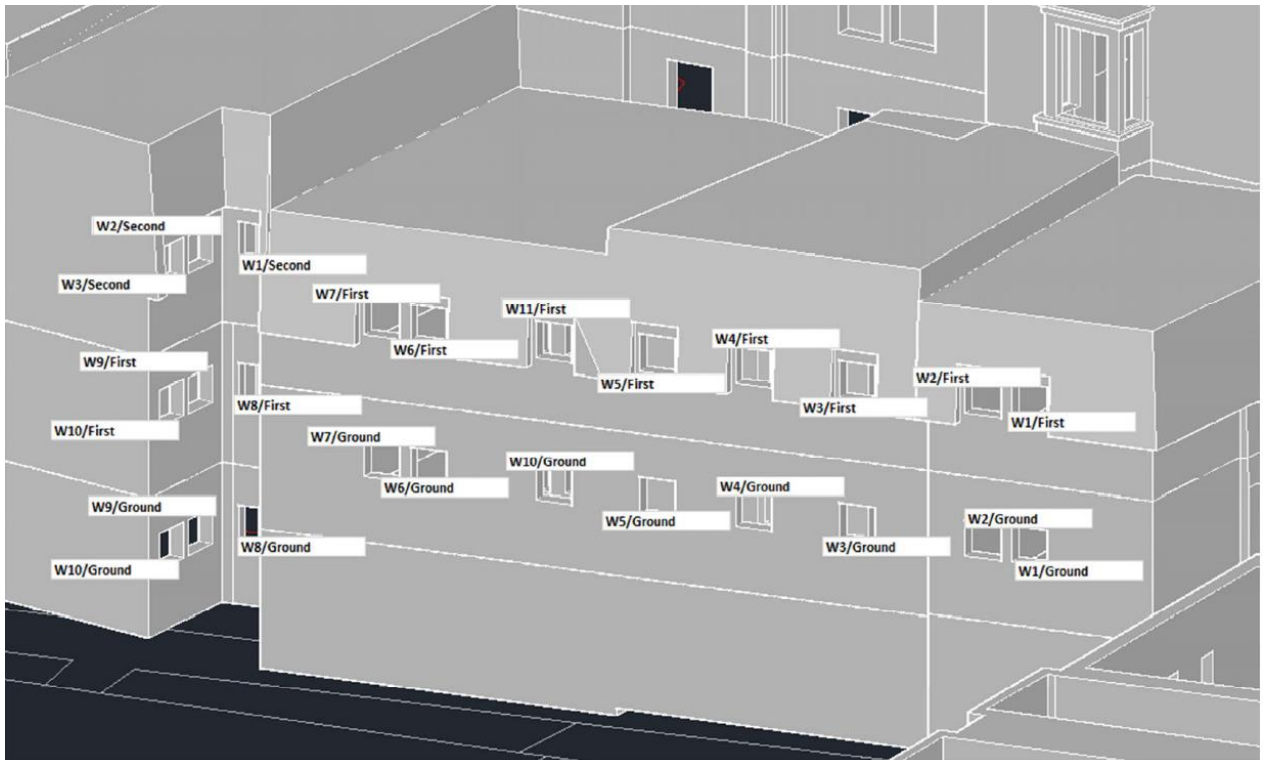 W2/Second
W1/Second
W3/Second
W7/First
W11/First
W4/First
W6/First
W9/First
W2/First
W5/First
W8/First
W3/First
W1/First
W10/First
W7/Ground
W10/Ground
W6/Ground
W4/Ground
W9/Ground
W5/Ground
W2/Ground
W8/Ground
W3/Ground
W10/Ground
W1/Ground